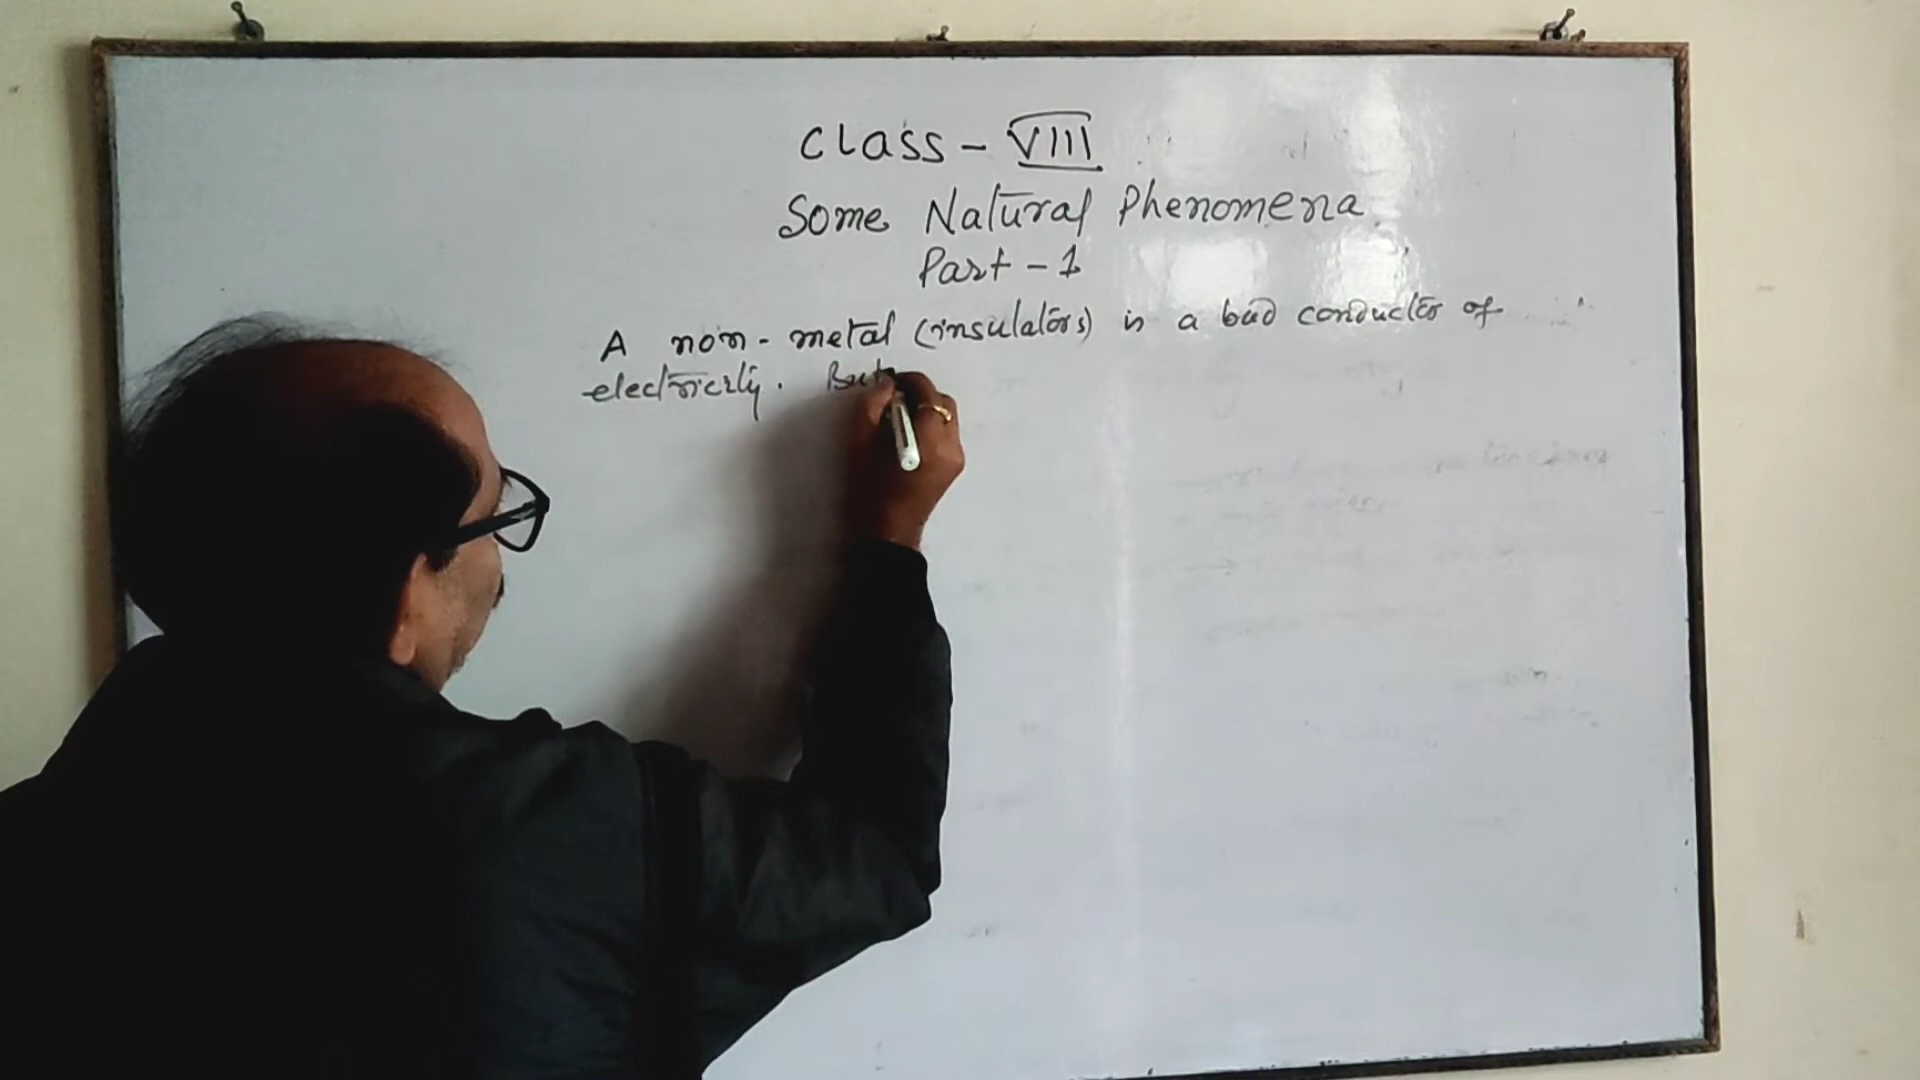 Class - VIII
Some Natural Phenomena
Part - 1
A non-metal (insulators) is a bad conductor of
electricity. But